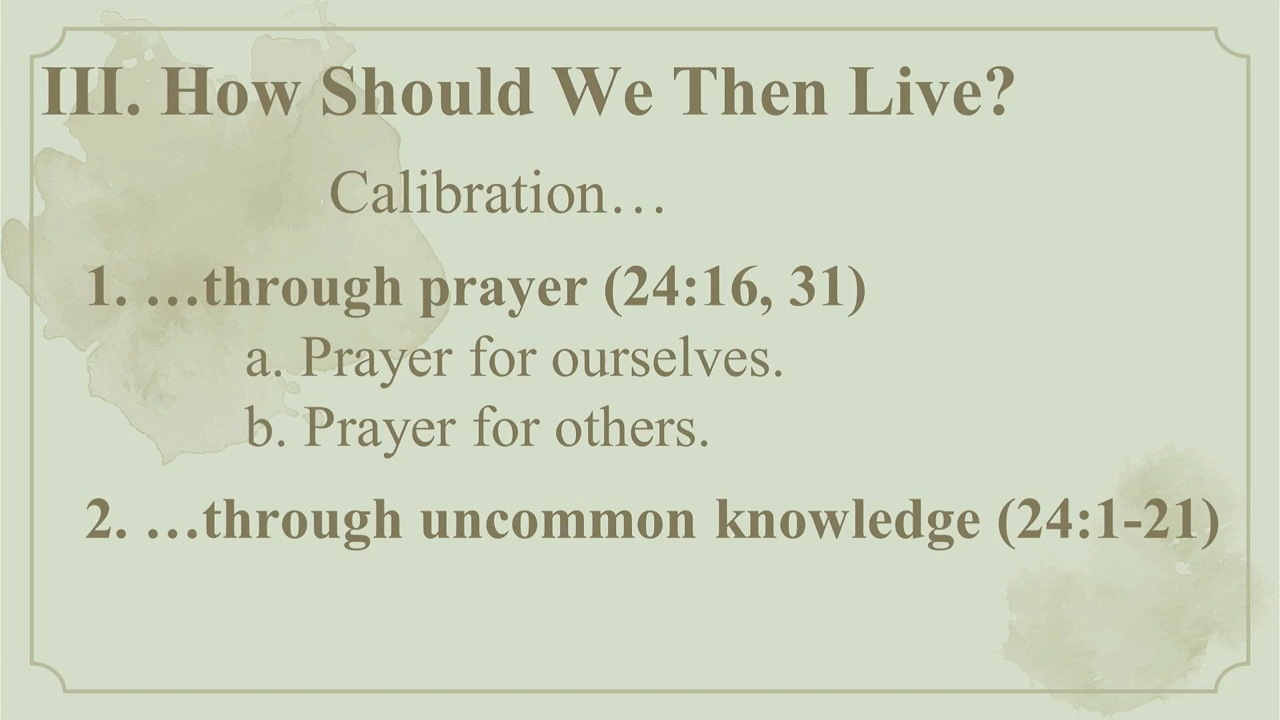 III. How Should We Then Live?
Calibration…
1. …through prayer (24:16, 31)
a. Prayer for ourselves.
b. Prayer for others.
2. …through uncommon knowledge (24:1-21)